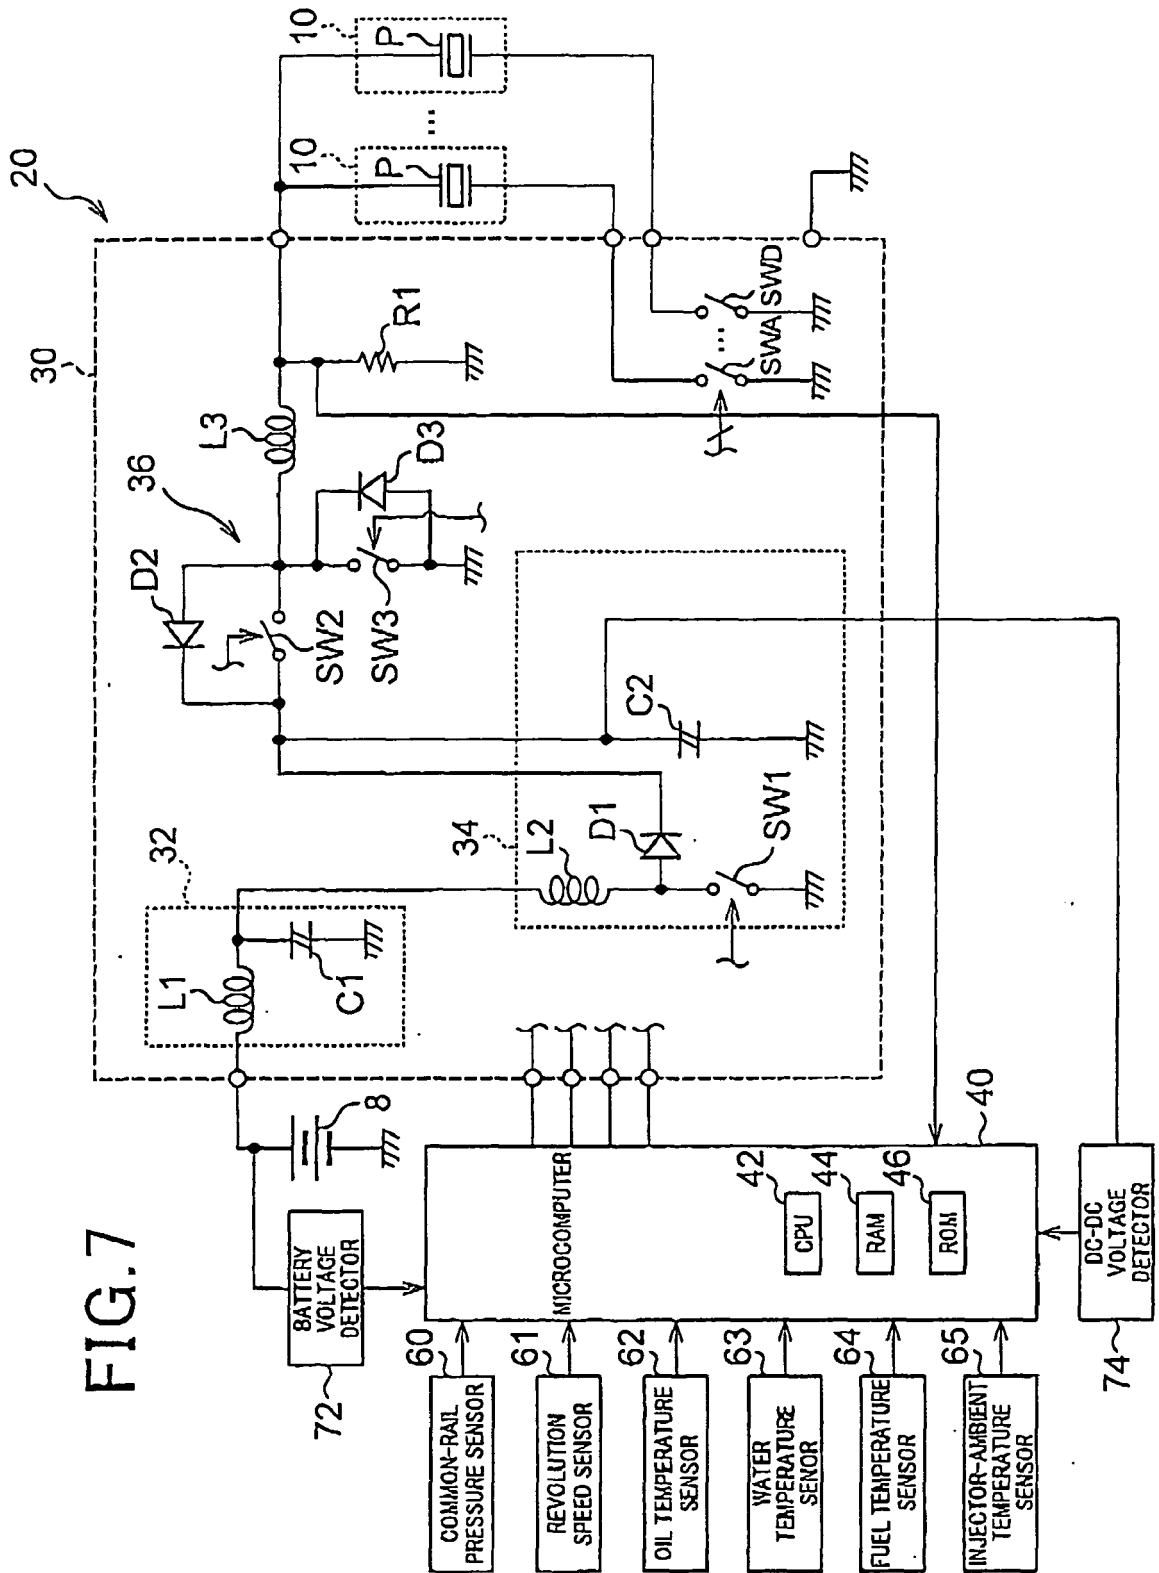 FIG.7
20
30
32
34
36
L1
C1
L2
D1
SW1
C2
D2
SW2
SW3
D3
L3
R1
10
P
...
10
P
SWA
...
SWD
8
72
BATTERY
VOLTAGE
DETECTOR
MICROCOMPUTER
40
42
CPU
44
RAM
46
ROM
60
COMMON-RAIL
PRESSURE SENSOR
61
REVOLUTION
SPEED SENSOR
62
OIL TEMPERATURE
SENSOR
63
WATER
TEMPERATURE
SENOR
64
FUEL TEMPERATURE
SENSOR
65
INJECTOR-AMBIENT
TEMPERATURE
SENSOR
74
DC-DC
VOLTAGE
DETECTOR